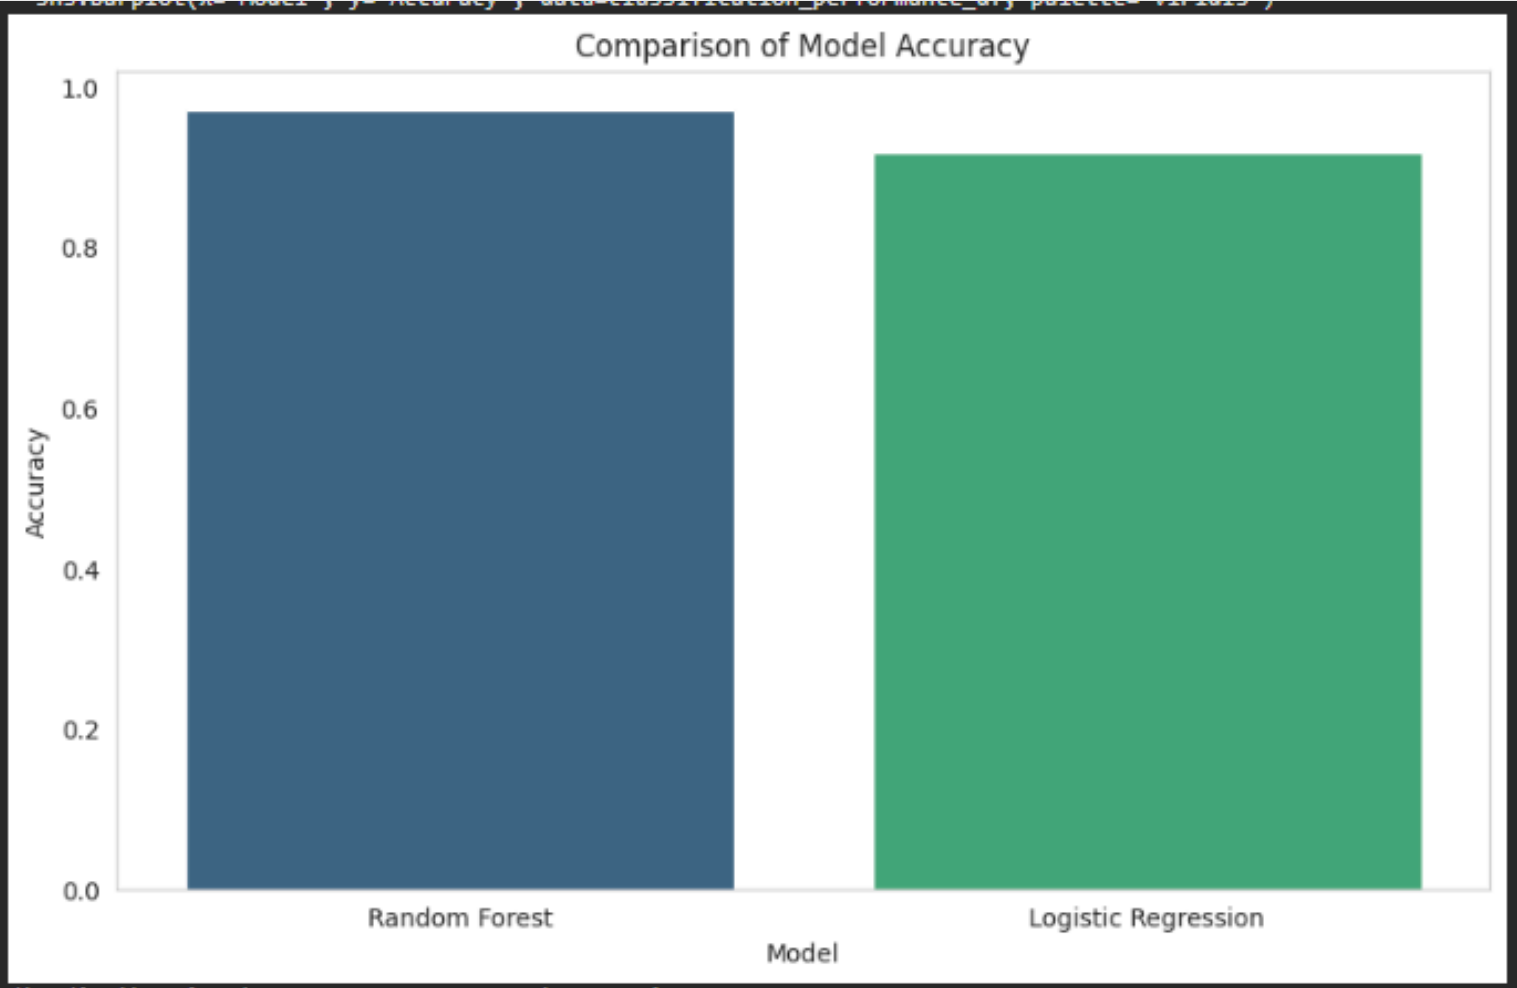 Comparison of Model Accuracy
1.0
0.8
0.6
0.4
0.2
0.0
Accuracy
Random Forest
Logistic Regression
Model